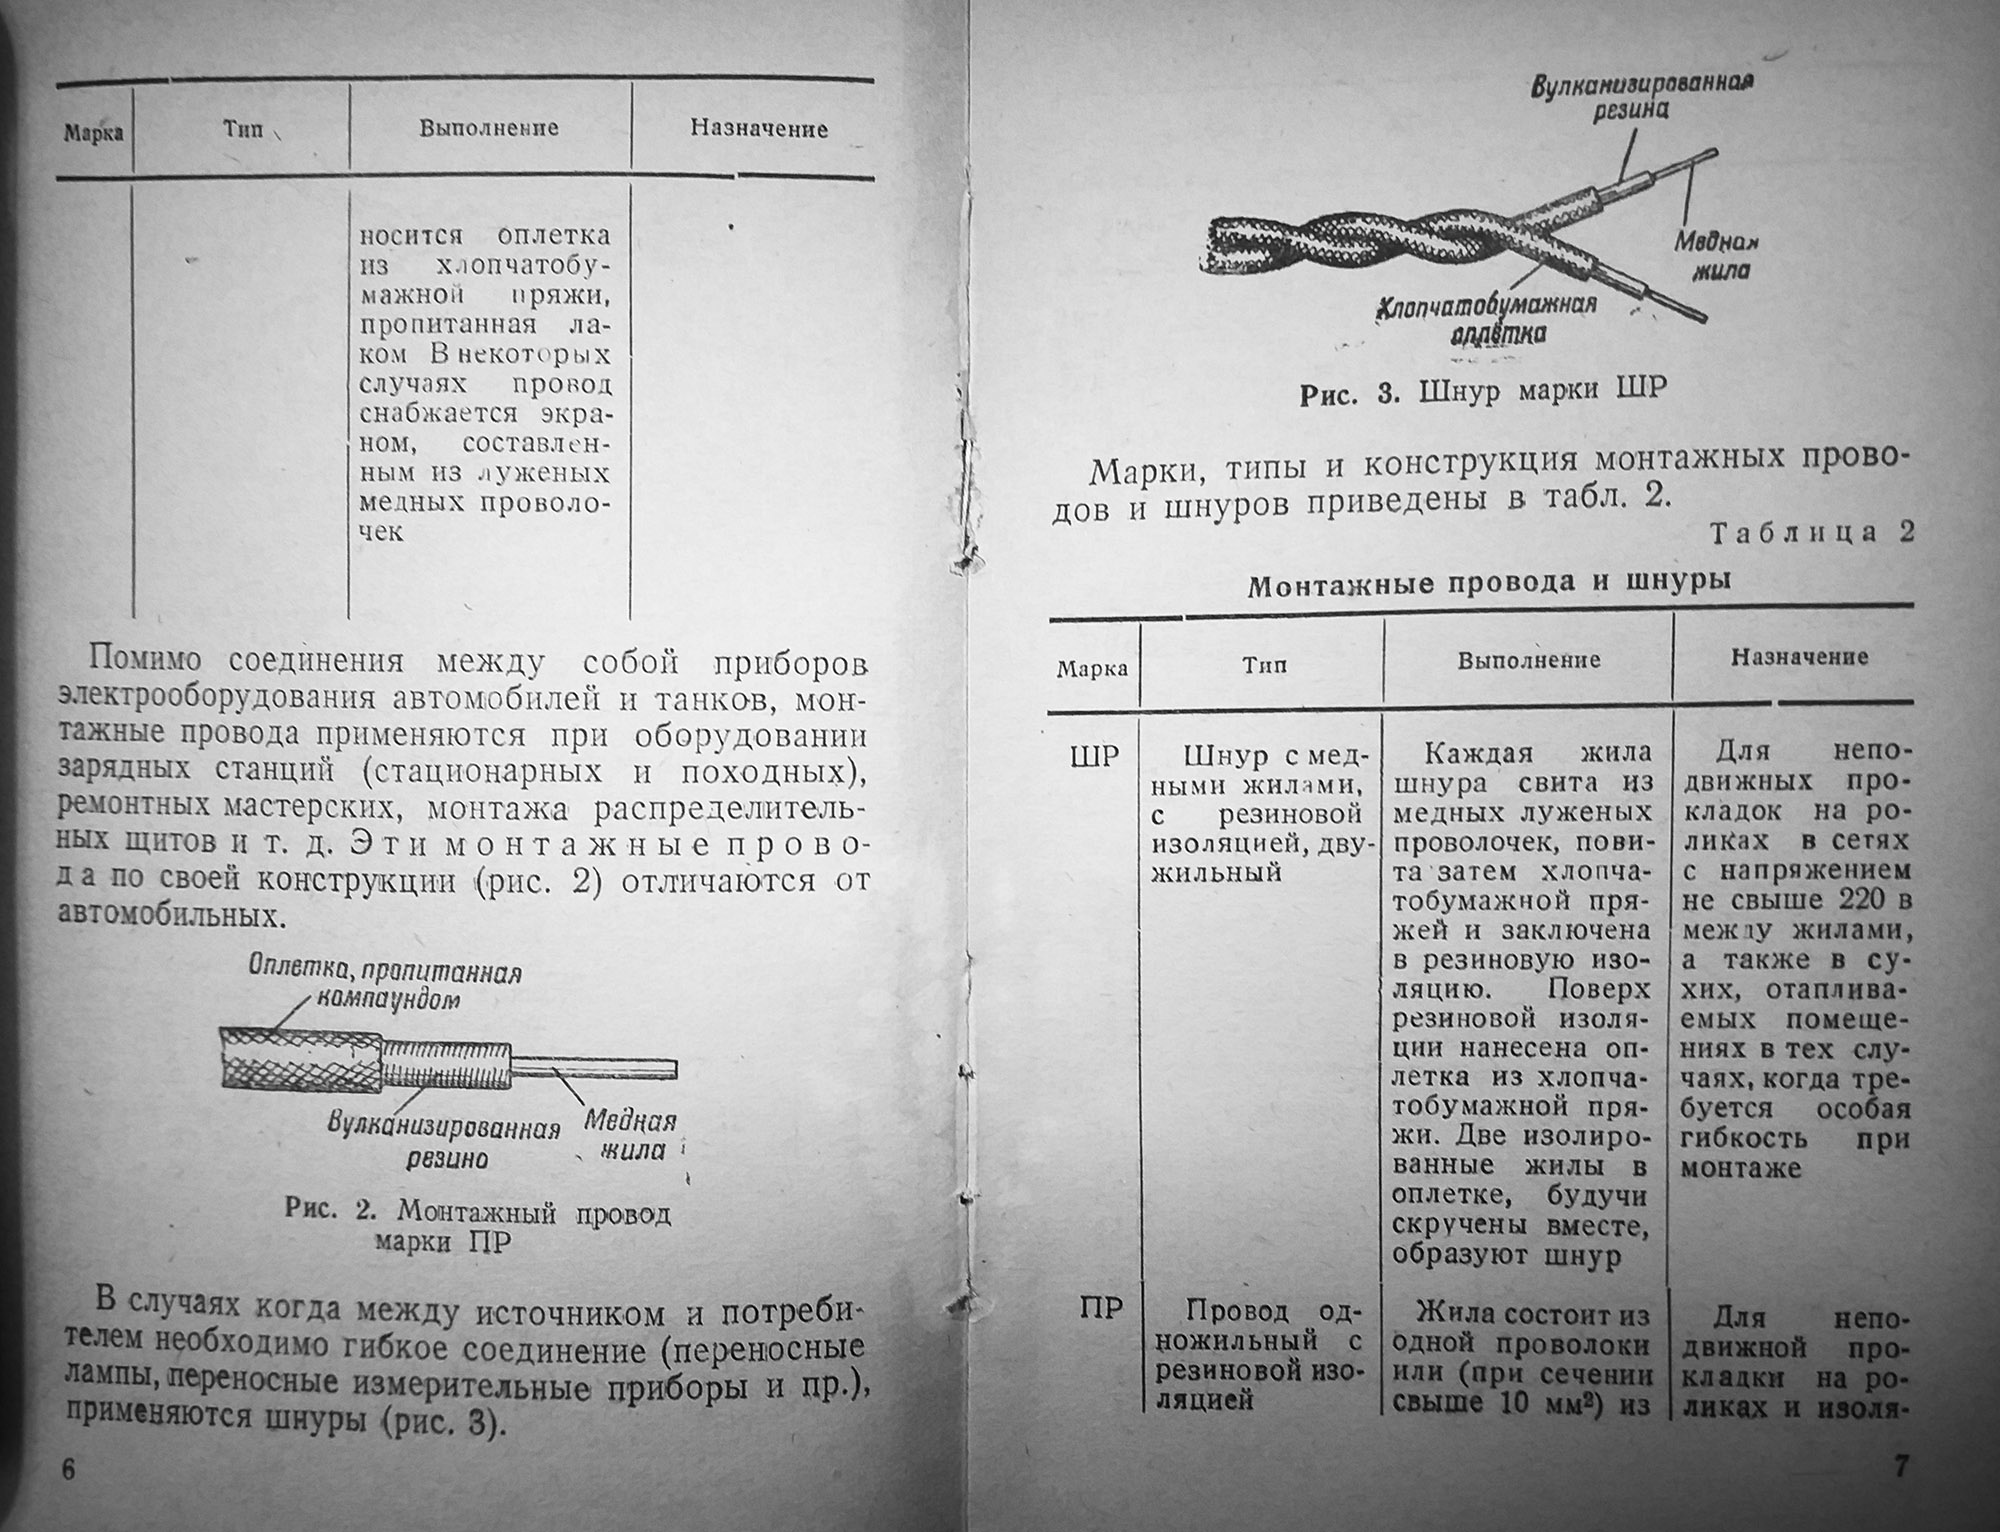 Марка
Тип
Выполнение
Назначение
носится оплетка
из хлопчатобу-
мажной пряжи,
пропитанная ла-
ком В некоторых
случаях провод
снабжается экра-
ном, составлен-
ным из луженых
медных проволо-
чек
Помимо соединения между собой приборов
электрооборудования автомобилей и танков, мон-
тажные провода применяются при оборудовании
зарядных станций (стационарных и походных),
ремонтных мастерских, монтажа распределитель-
ных щитов и т. д. Эти монтажные прово-
да по своей конструкции (рис. 2) отличаются от
автомобильных.
Оплетка, пропитанная
компаундом
Вулканизированная
резина
Медная
жила
Рис. 2. Монтажный провод
марки ПР
В случаях когда между источником и потреби-
телем необходимо гибкое соединение (переносные
лампы, переносные измерительные приборы и пр.),
применяются шнуры (рис. 3).
6
Вулканизированная
резина
Медная
жила
Хлопчатобумажная
оплётка
Рис. 3. Шнур марки ШР
Марки, типы и конструкция монтажных прово-
дов и шнуров приведены в табл. 2.
Таблица 2
Монтажные провода и шнуры
Марка
Тип
Выполнение
Назначение
ШР
Шнур с мед-
ными жилами,
с резиновой
изоляцией, дву-
жильный
Каждая жила
шнура свита из
медных луженых
проволочек, пови-
та затем хлопча-
тобумажной пря-
жей и заключена
в резиновую изо-
ляцию. Поверх
резиновой изоля-
ции нанесена оп-
летка из хлопча-
тобумажной пря-
жи. Две изолиро-
ванные жилы в
оплетке, будучи
скручены вместе,
образуют шнур
Для непо-
движных про-
кладок на ро-
ликах в сетях
с напряжением
не свыше 220 в
между жилами,
а также в су-
хих, отаплива-
емых помеще-
ниях в тех слу-
чаях, когда тре-
буется особая
гибкость при
монтаже
ПР
Провод од-
ножильный с
резиновой изо-
ляцией
Жила состоит из
одной проволоки
или (при сечении
свыше 10 мм²) из
Для непо-
движной про-
кладки на ро-
ликах и изоля-
7